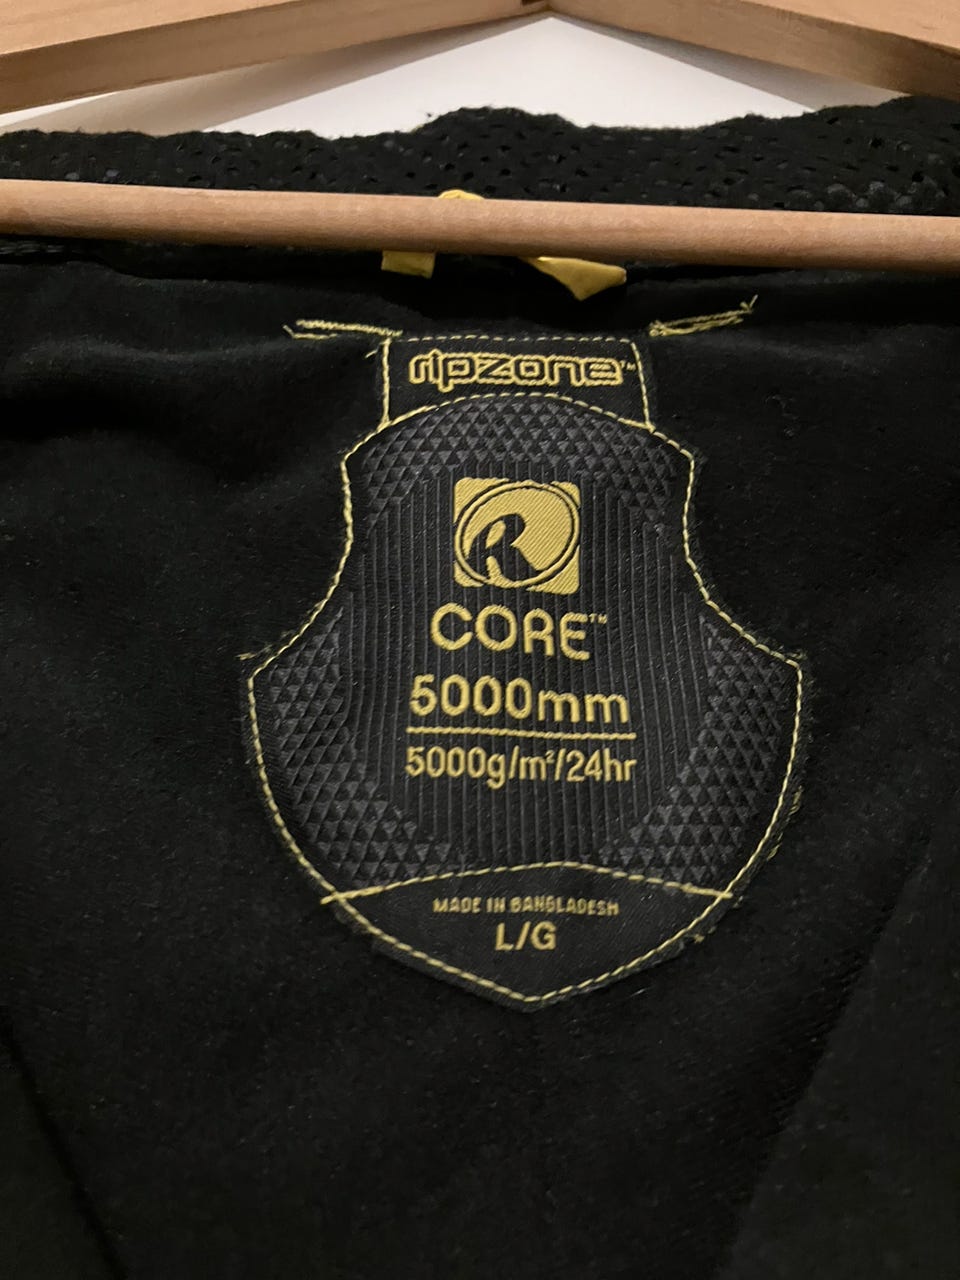 ripzone™
R
CORE™
5000mm
5000g/m²/24hr
MADE IN BANGLADESH
L/G